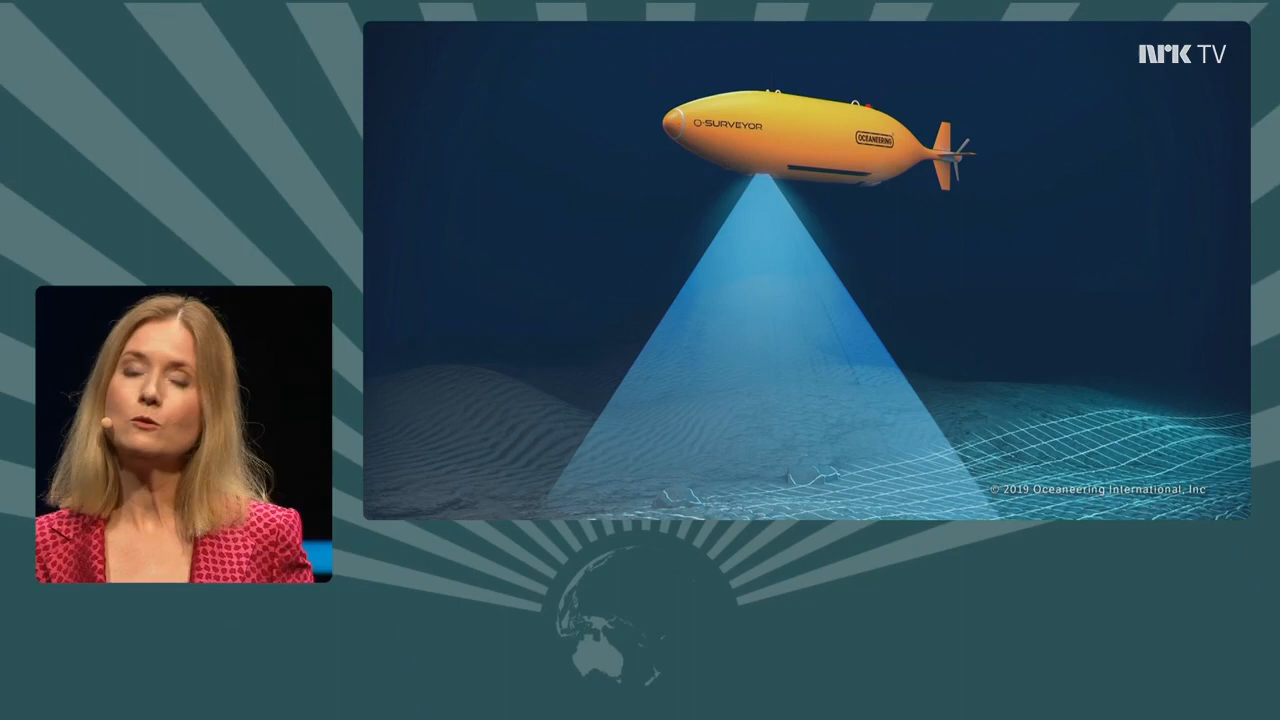 nrk TV
O-SURVEYOR
OCEANEERING
© 2019 Oceaneering International, Inc